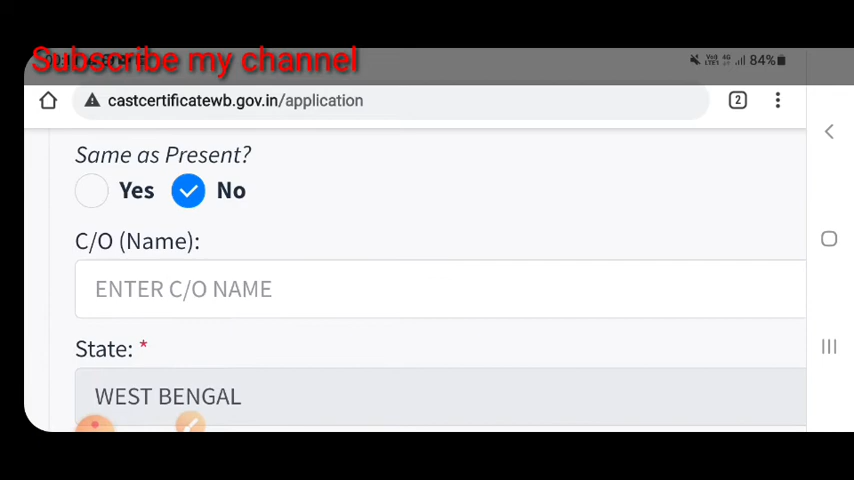 Subscribe my channel
84%
castcertificatewb.gov.in/application
2
Same as Present?
Yes No
C/O (Name):
ENTER C/O NAME
State: *
WEST BENGAL